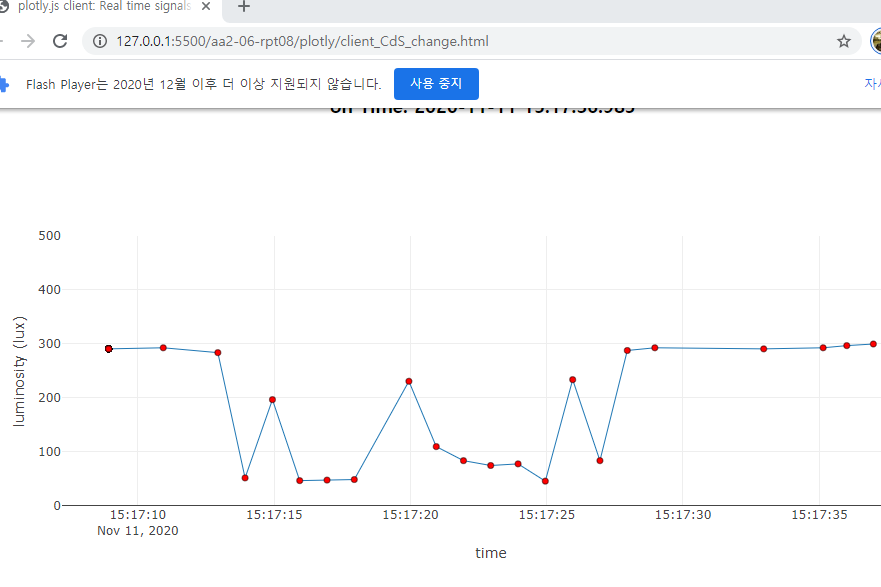 plotly.js client: Real time signals
127.0.0.1:5500/aa2-06-rpt08/plotly/client_CdS_change.html
Flash Player는 2020년 12월 이후 더 이상 지원되지 않습니다. 사용 중지
on Time: 2020-11-11 15:17:36.985
500
400
300
200
100
0
luminosity (lux)
15:17:10 15:17:15 15:17:20 15:17:25 15:17:30 15:17:35
Nov 11, 2020
time